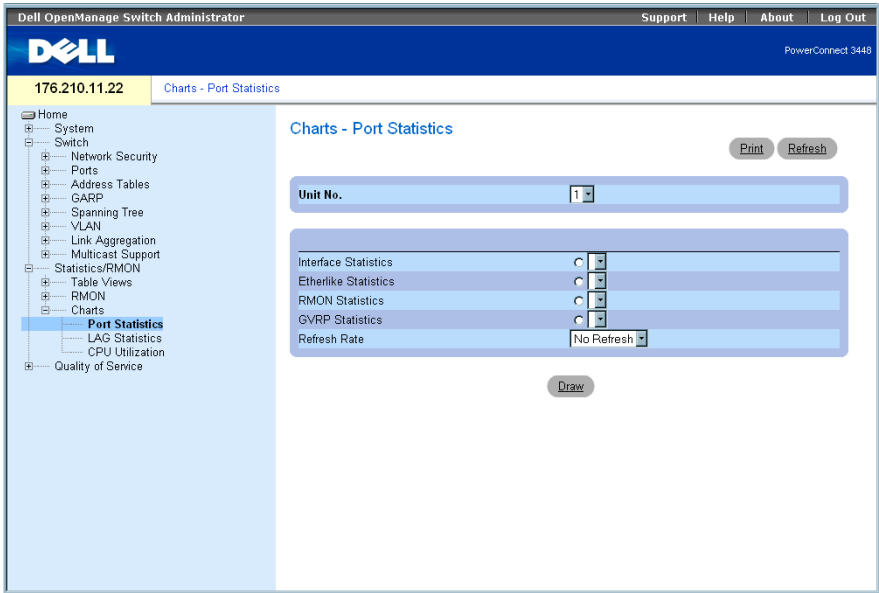 Dell OpenManage Switch Administrator
Support Help About Log Out
DELL
PowerConnect 3448
176.210.11.22
Charts - Port Statistics
Home
System
Switch
Network Security
Ports
Address Tables
GARP
Spanning Tree
VLAN
Link Aggregation
Multicast Support
Statistics/RMON
Table Views
RMON
Charts
Port Statistics
LAG Statistics
CPU Utilization
Quality of Service
Charts - Port Statistics
Print Refresh
Unit No. 1
Interface Statistics
Etherlike Statistics
RMON Statistics
GVRP Statistics
Refresh Rate No Refresh
Draw